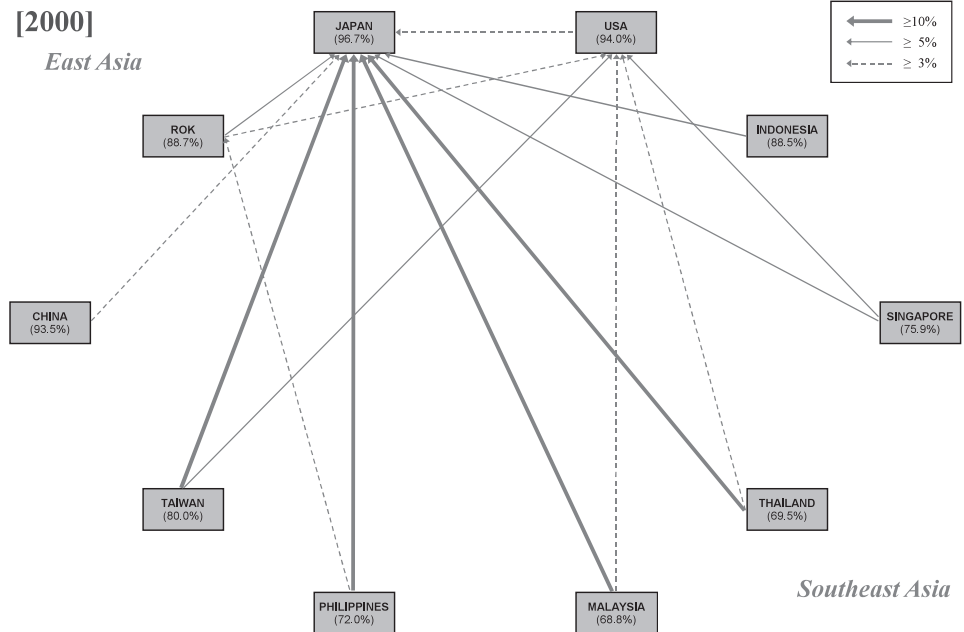 [2000]
East Asia
JAPAN
(96.7%)
USA
(94.0%)
≥10%
≥ 5%
≥ 3%
ROK
(88.7%)
INDONESIA
(88.5%)
CHINA
(93.5%)
SINGAPORE
(75.9%)
TAIWAN
(80.0%)
THAILAND
(69.5%)
PHILIPPINES
(72.0%)
MALAYSIA
(68.8%)
Southeast Asia